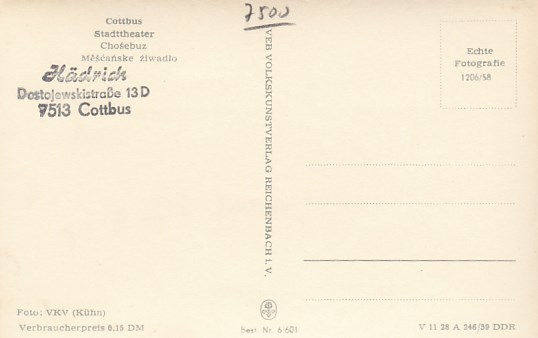 7500
Cottbus
Stadttheater
Chośebuz
Měšćańske źiwadło
Hädrich
Dostojewskistraße 13 D
7513 Cottbus
VEB VOLKSKUNSTVERLAG REICHENBACH i. V.
Echte
Fotografie
1206/58
Foto: VKV (Kühn)
Verbraucherpreis 0,15 DM
Best. Nr. 6/601
V 11 28 A 346/59 DDR